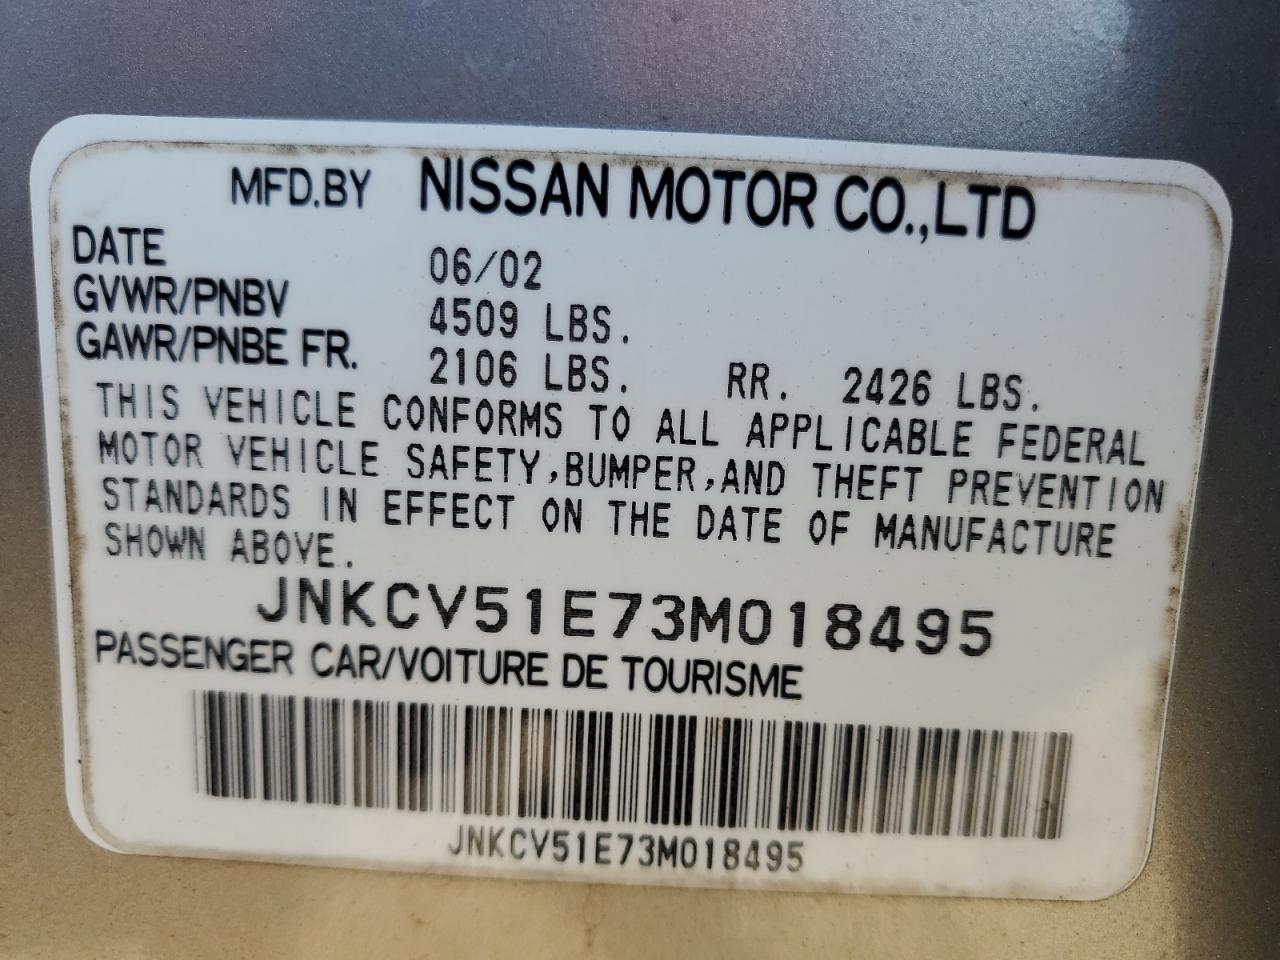 MFD.BY NISSAN MOTOR CO.,LTD
DATE 06/02
GVWR/PNBV 4509 LBS.
GAWR/PNBE FR. 2106 LBS. RR. 2426 LBS.
THIS VEHICLE CONFORMS TO ALL APPLICABLE FEDERAL
MOTOR VEHICLE SAFETY,BUMPER,AND THEFT PREVENTION
STANDARDS IN EFFECT ON THE DATE OF MANUFACTURE
SHOWN ABOVE.
JNKCV51E73M018495
PASSENGER CAR/VOITURE DE TOURISME
JNKCV51E73M018495